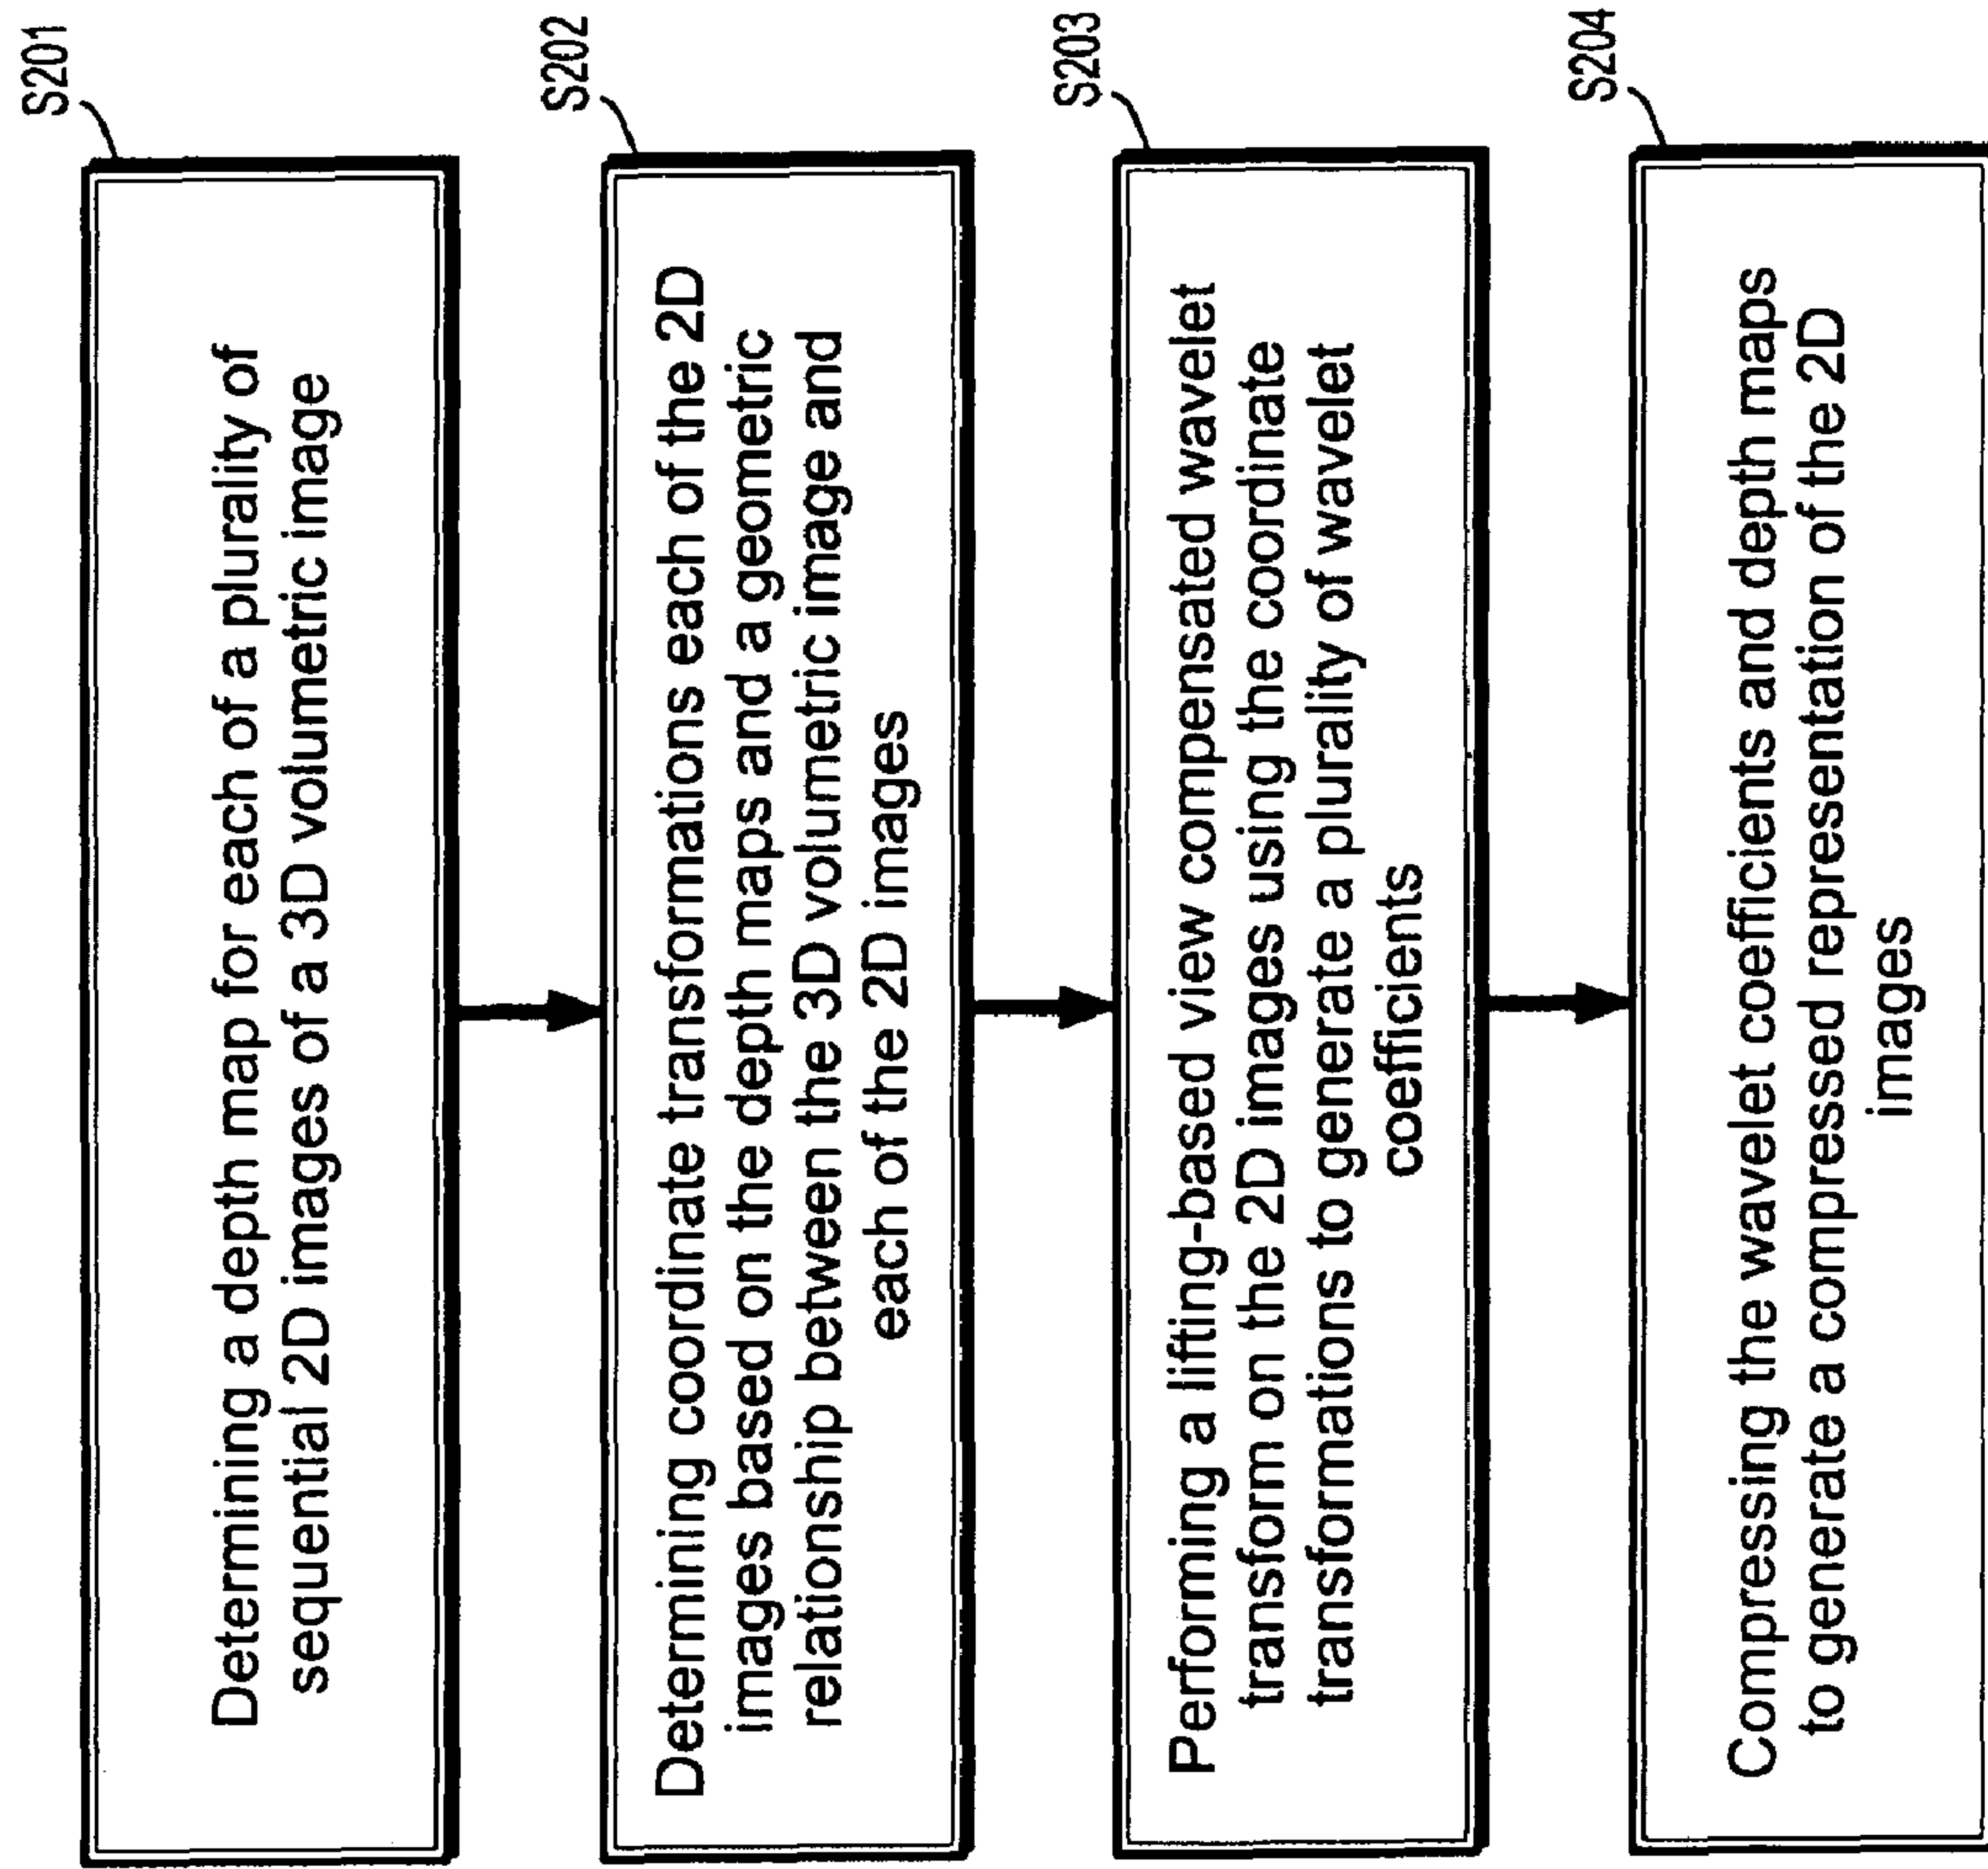 S201
Determining a depth map for each of a plurality of
sequential 2D images of a 3D volumetric image
S202
Determining coordinate transformations each of the 2D
images based on the depth maps and a geometric
relationship between the 3D volumetric image and
each of the 2D images
S203
Performing a lifting-based view compensated wavelet
transform on the 2D images using the coordinate
transformations to generate a plurality of wavelet
coefficients
S204
Compressing the wavelet coefficients and depth maps
to generate a compressed representation of the 2D
images